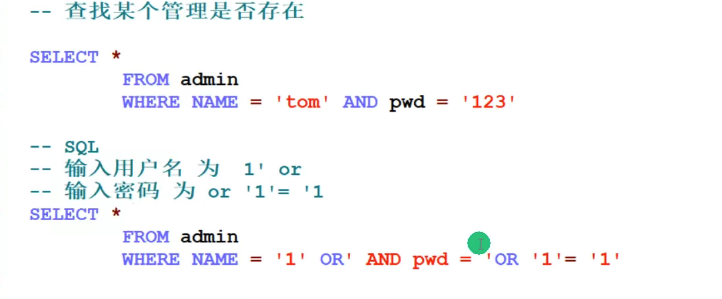 -- 查找某个管理是否存在
SELECT *
FROM admin
WHERE NAME = 'tom' AND pwd = '123'
-- SQL
-- 输入用户名 为 1' or
-- 输入密码 为 or '1'= '1
SELECT *
FROM admin
WHERE NAME = '1' OR' AND pwd = 'OR '1'= '1'